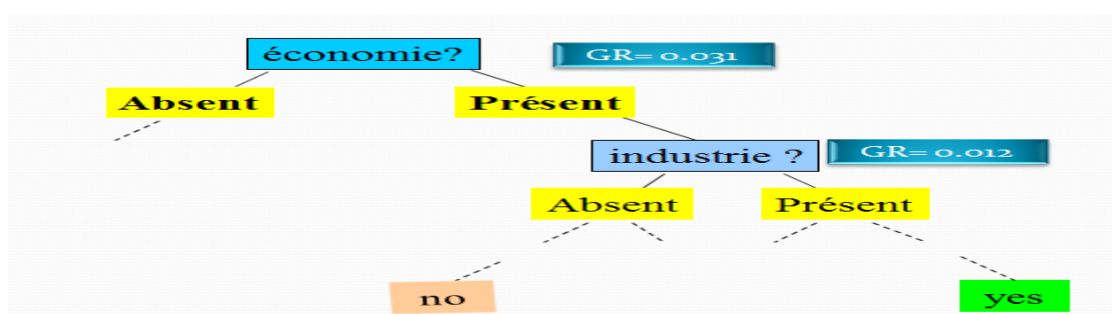 économie?
GR= 0.031
Absent
Présent
industrie ?
GR= 0.012
Absent
Présent
no
yes